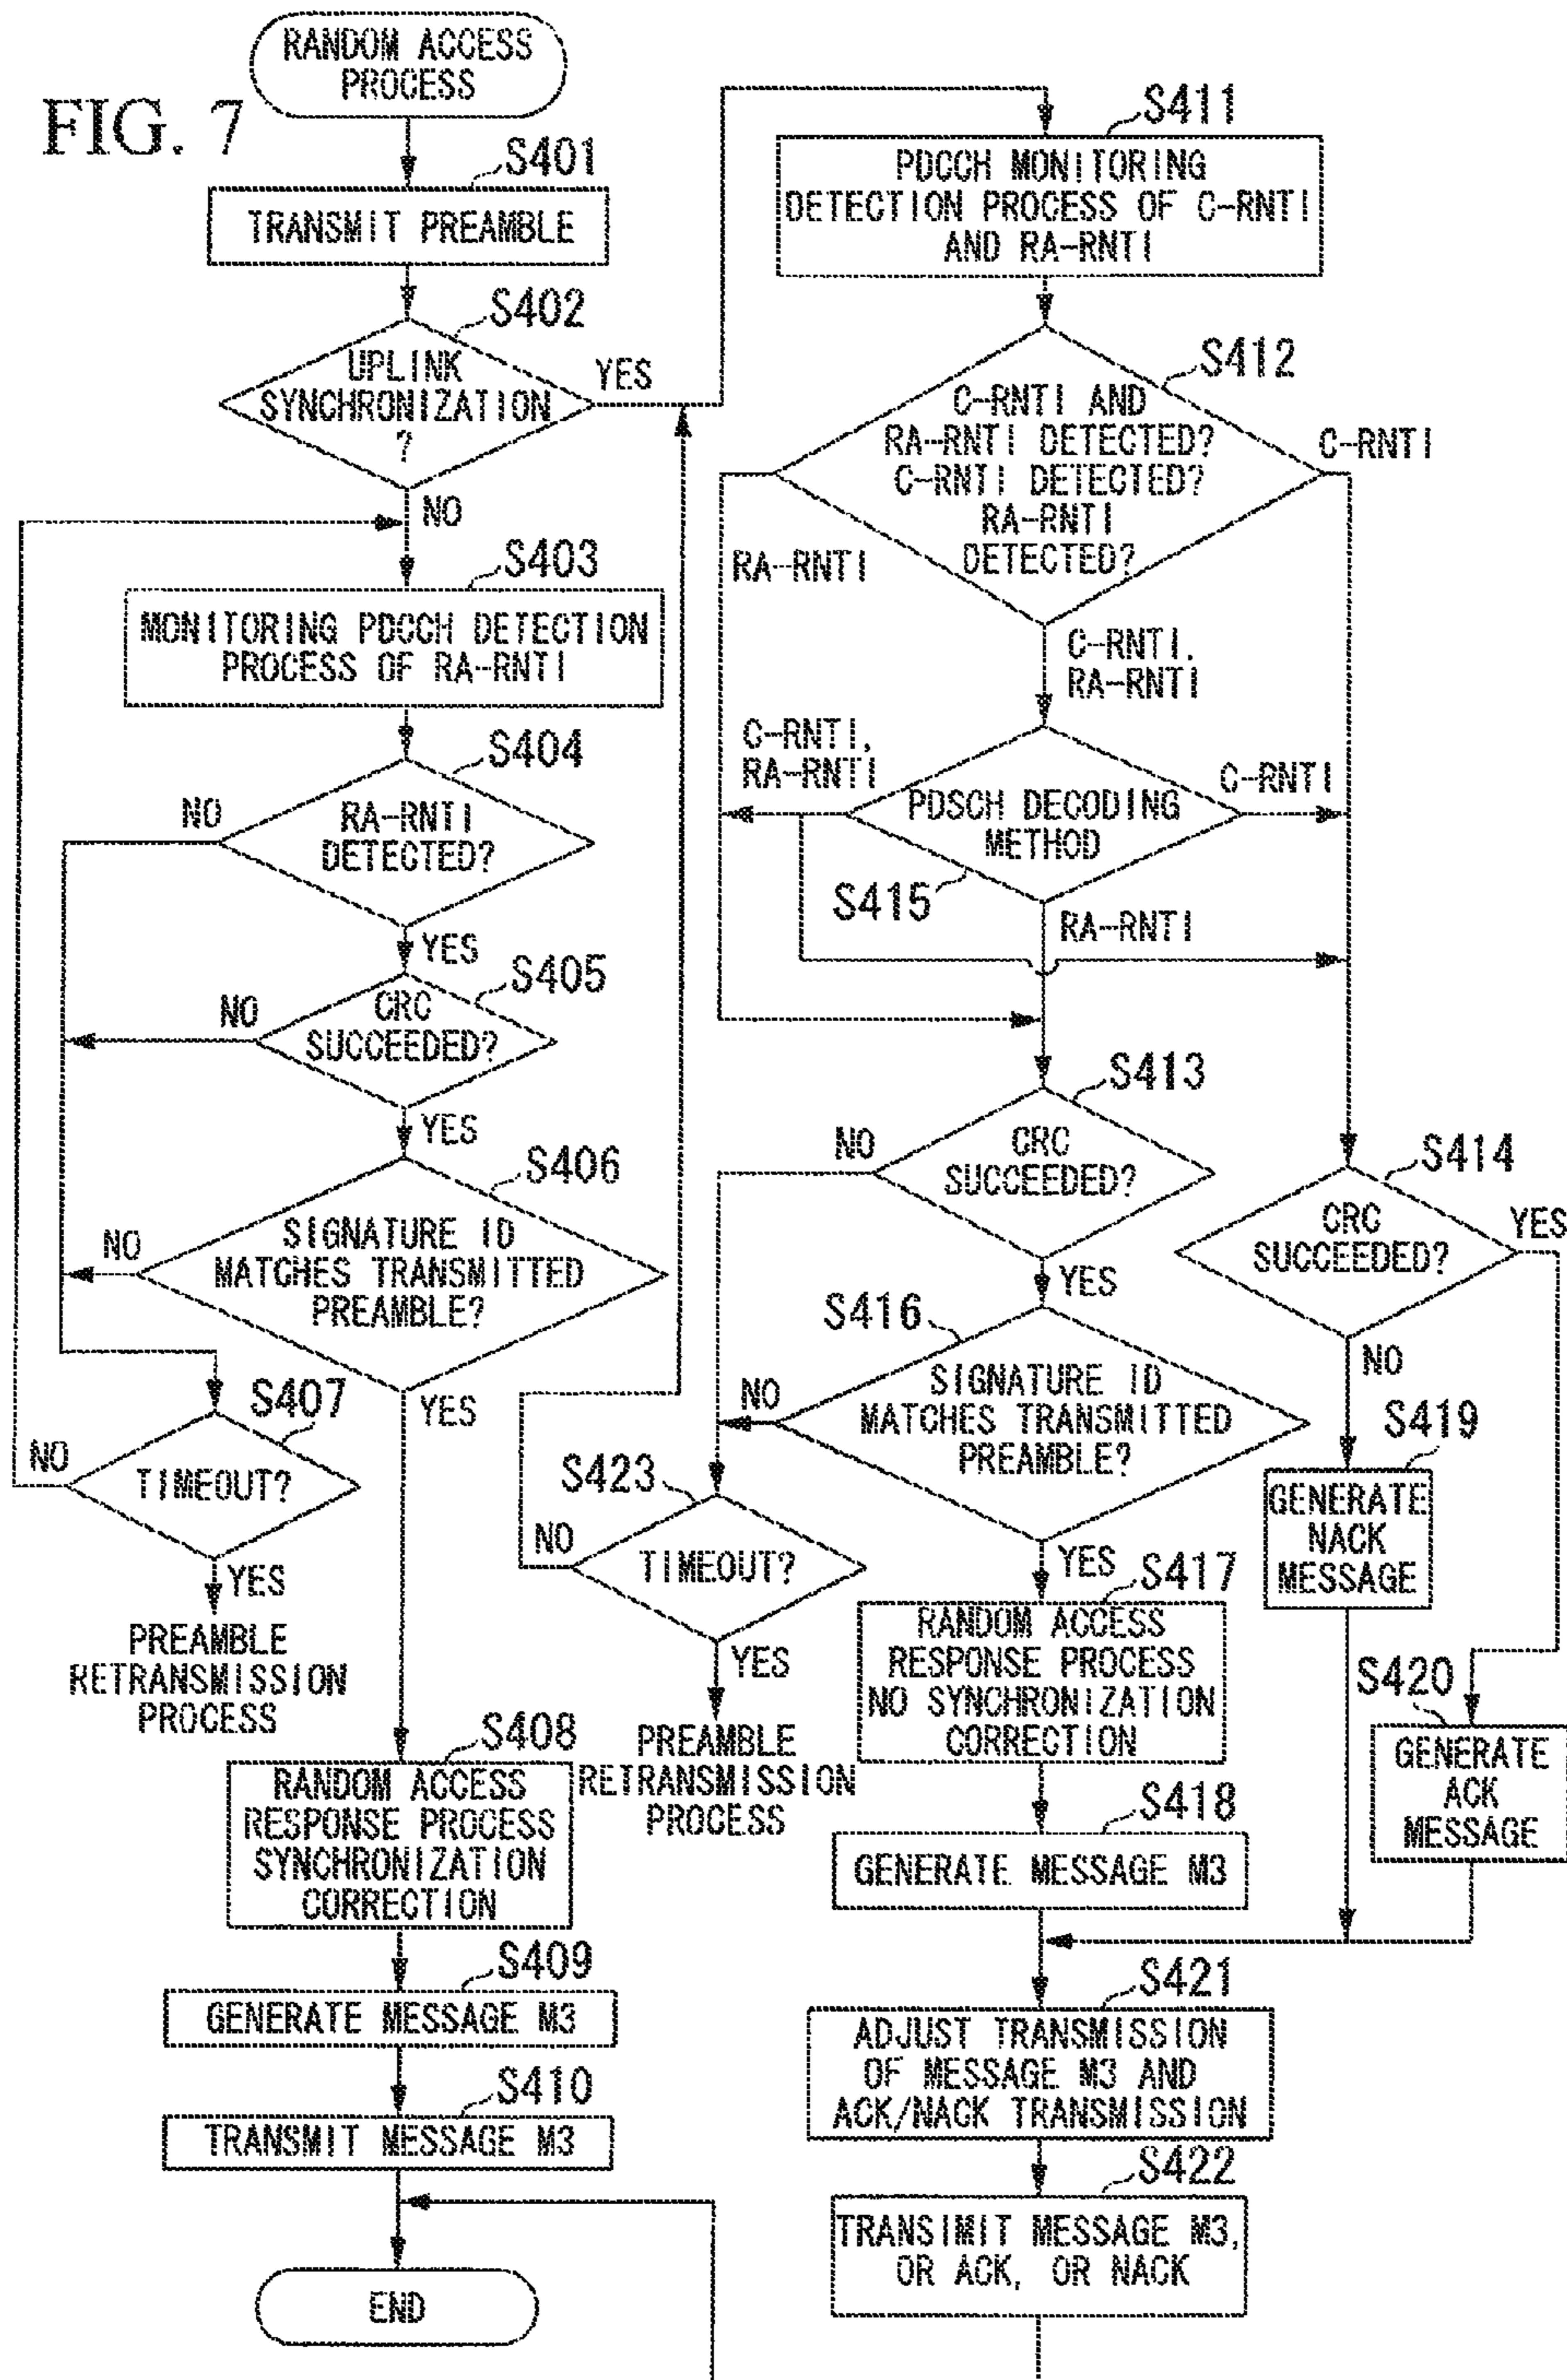 FIG. 7
RANDOM ACCESS
PROCESS
S401
TRANSMIT PREAMBLE
S402
UPLINK
SYNCHRONIZATION
?
YES
NO
S403
MONITORING PDCCH DETECTION
PROCESS OF RA-RNTI
S404
RA-RNTI
DETECTED?
NO
YES
S405
CRC
SUCCEEDED?
NO
YES
S406
SIGNATURE ID
MATCHES TRANSMITTED
PREAMBLE?
NO
YES
S407
TIMEOUT?
NO
YES
PREAMBLE
RETRANSMISSION
PROCESS
S408
RANDOM ACCESS
RESPONSE PROCESS
SYNCHRONIZATION
CORRECTION
S409
GENERATE MESSAGE M3
S410
TRANSMIT MESSAGE M3
END
S411
PDCCH MONITORING
DETECTION PROCESS OF C-RNTI
AND RA-RNTI
S412
C-RNTI AND
RA-RNTI DETECTED?
C-RNTI DETECTED?
RA-RNTI
DETECTED?
C-RNTI
RA-RNTI
C-RNTI,
RA-RNTI
C-RNTI,
RA-RNTI
C-RNTI
PDSCH DECODING
METHOD
S415
RA-RNTI
S413
CRC
SUCCEEDED?
NO
YES
S414
CRC
SUCCEEDED?
YES
NO
S416
SIGNATURE ID
MATCHES TRANSMITTED
PREAMBLE?
NO
YES
S423
TIMEOUT?
NO
YES
PREAMBLE
RETRANSMISSION
PROCESS
S417
RANDOM ACCESS
RESPONSE PROCESS
NO SYNCHRONIZATION
CORRECTION
S418
GENERATE MESSAGE M3
S419
GENERATE
NACK
MESSAGE
S420
GENERATE
ACK
MESSAGE
S421
ADJUST TRANSMISSION
OF MESSAGE M3 AND
ACK/NACK TRANSMISSION
S422
TRANSIMIT MESSAGE M3,
OR ACK, OR NACK